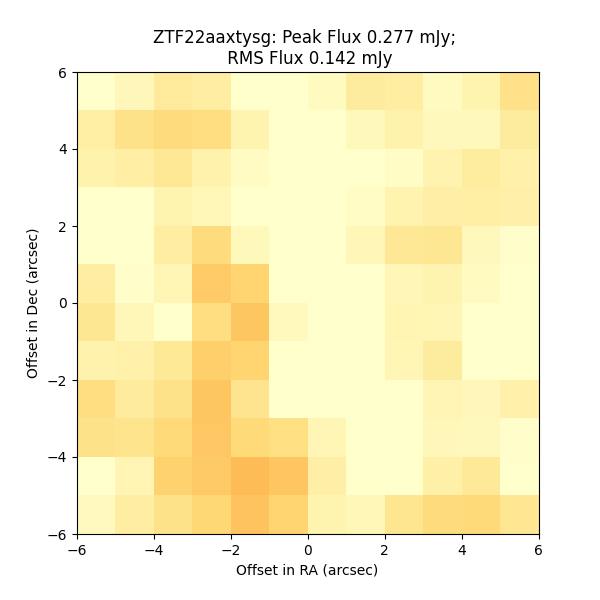 ZTF22aaxtysg: Peak Flux 0.277 mJy;
RMS Flux 0.142 mJy
6
4
2
0
−2
−4
−6
Offset in Dec (arcsec)
−6 −4 −2 0 2 4 6
Offset in RA (arcsec)